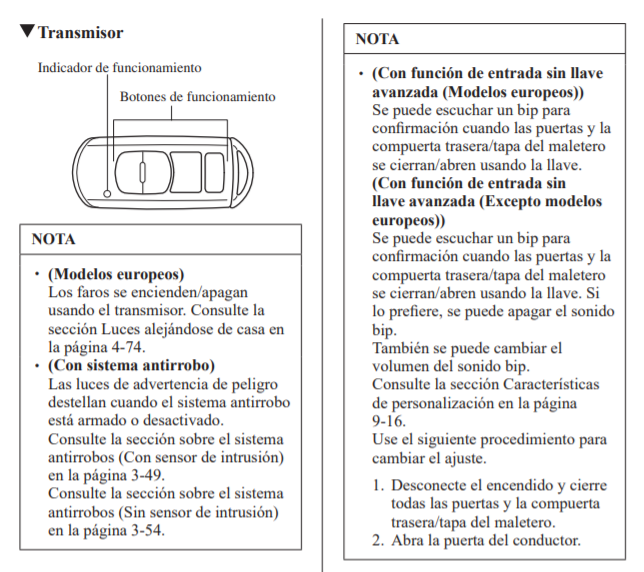 ▼Transmisor
Indicador de funcionamiento
Botones de funcionamiento
NOTA
• (Modelos europeos)
Los faros se encienden/apagan
usando el transmisor. Consulte la
sección Luces alejándose de casa en
la página 4-74.
• (Con sistema antirrobo)
Las luces de advertencia de peligro
destellan cuando el sistema antirrobo
está armado o desactivado.
Consulte la sección sobre el sistema
antirrobos (Con sensor de intrusión)
en la página 3-49.
Consulte la sección sobre el sistema
antirrobos (Sin sensor de intrusión)
en la página 3-54.
NOTA
• (Con función de entrada sin llave
avanzada (Modelos europeos))
Se puede escuchar un bip para
confirmación cuando las puertas y la
compuerta trasera/tapa del maletero
se cierran/abren usando la llave.
(Con función de entrada sin
llave avanzada (Excepto modelos
europeos))
Se puede escuchar un bip para
confirmación cuando las puertas y la
compuerta trasera/tapa del maletero
se cierran/abren usando la llave. Si
lo prefiere, se puede apagar el sonido
bip.
También se puede cambiar el
volumen del sonido bip.
Consulte la sección Características
de personalización en la página
9-16.
Use el siguiente procedimiento para
cambiar el ajuste.
1. Desconecte el encendido y cierre
todas las puertas y la compuerta
trasera/tapa del maletero.
2. Abra la puerta del conductor.